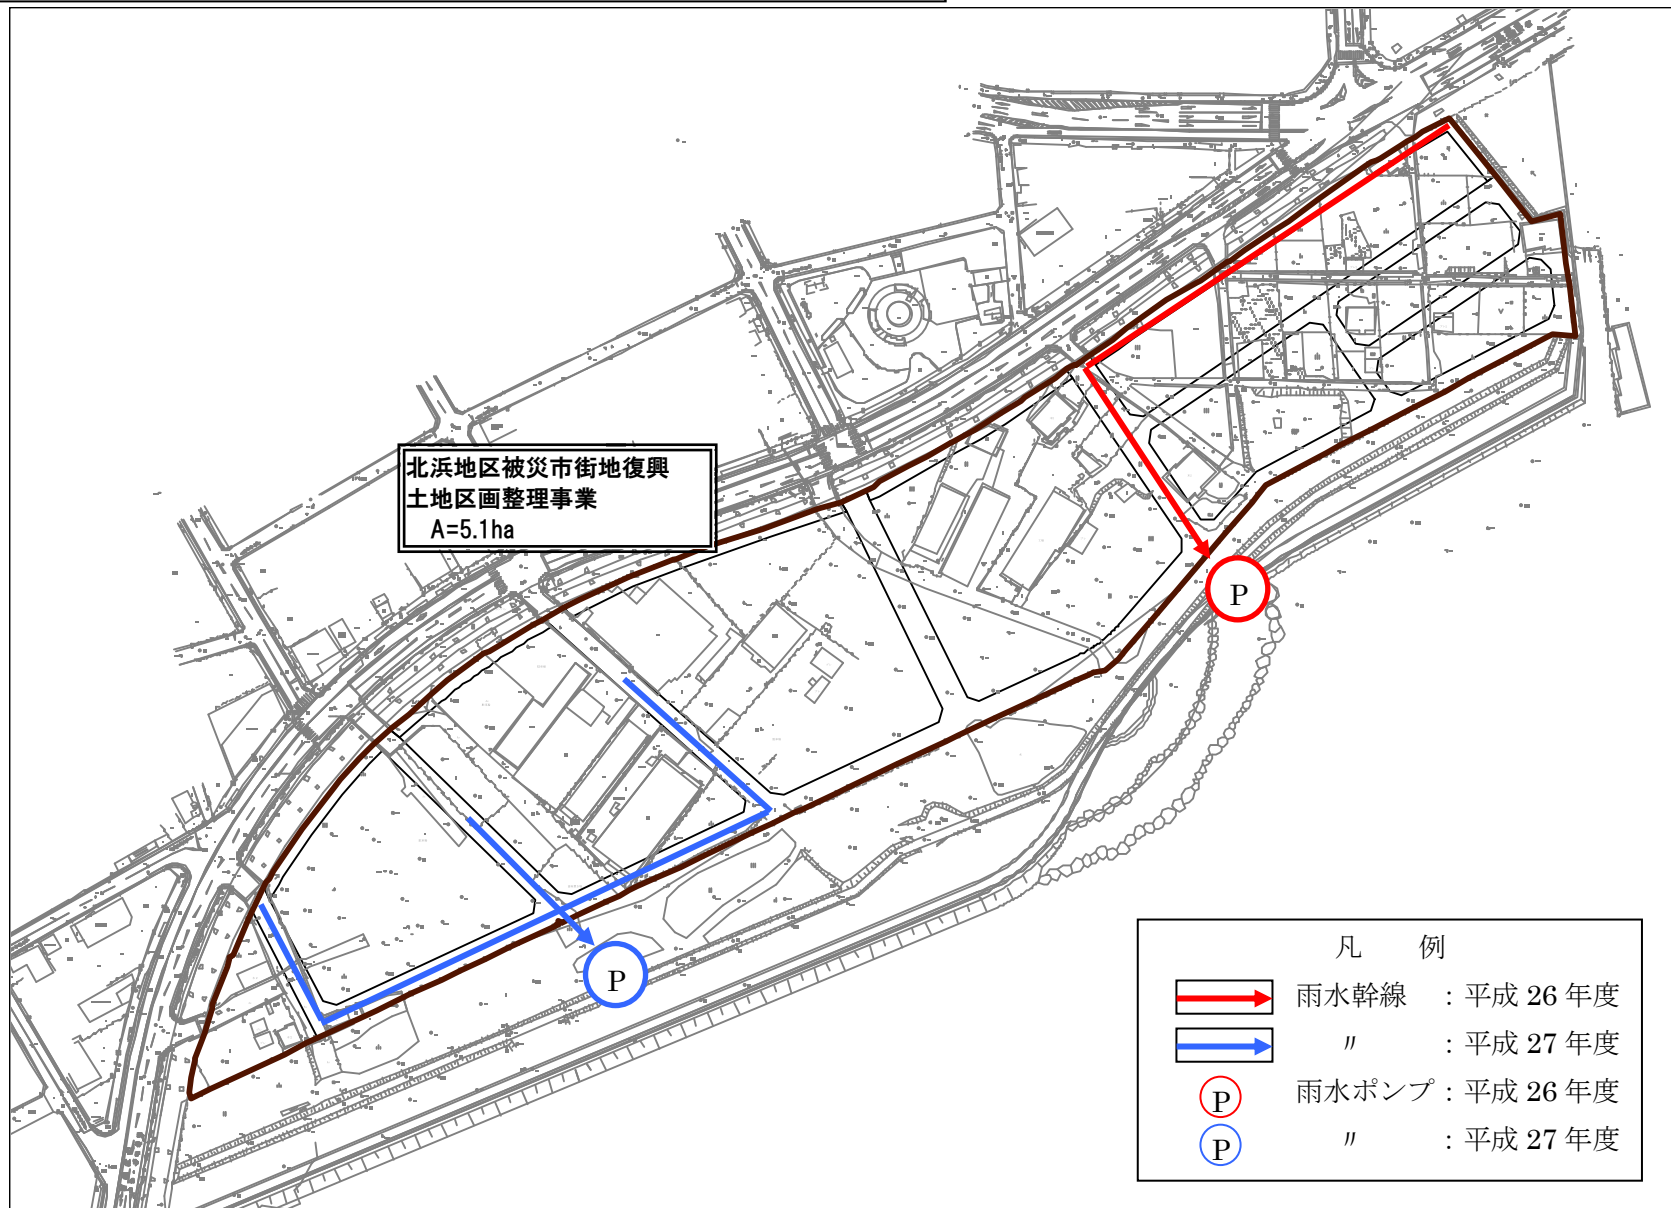 北浜地区被災市街地復興
土地区画整理事業
A=5.1ha
P
P
凡 例
雨水幹線 : 平成 26 年度
〃 : 平成 27 年度
P 雨水ポンプ : 平成 26 年度
P 〃 : 平成 27 年度